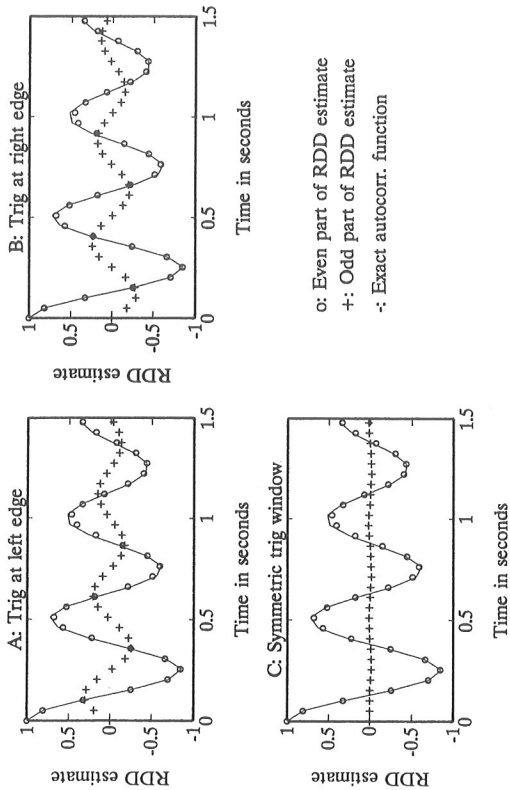 A: Trig at left edge
RDD estimate
1
0.5
0
-0.5
-1
0
0.5
1
1.5
Time in seconds
B: Trig at right edge
RDD estimate
1
0.5
0
-0.5
-1
0
0.5
1
1.5
Time in seconds
C: Symmetric trig window
RDD estimate
1
0.5
0
-0.5
-1
0
0.5
1
1.5
Time in seconds
o: Even part of RDD estimate
+: Odd part of RDD estimate
-: Exact autocorr. function